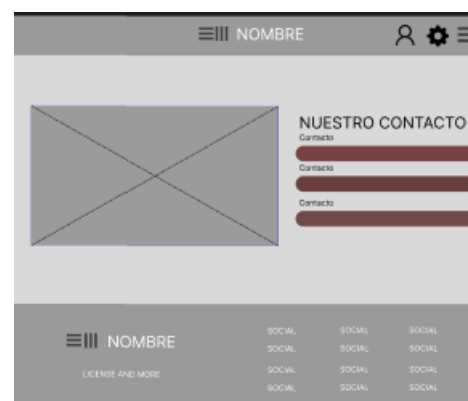 NOMBRE
NUESTRO CONTACTO
Contacto
Contacto
Contacto
NOMBRE
LICENSE AND MORE
SOCIAL SOCIAL SOCIAL
SOCIAL SOCIAL SOCIAL
SOCIAL SOCIAL SOCIAL
SOCIAL SOCIAL SOCIAL